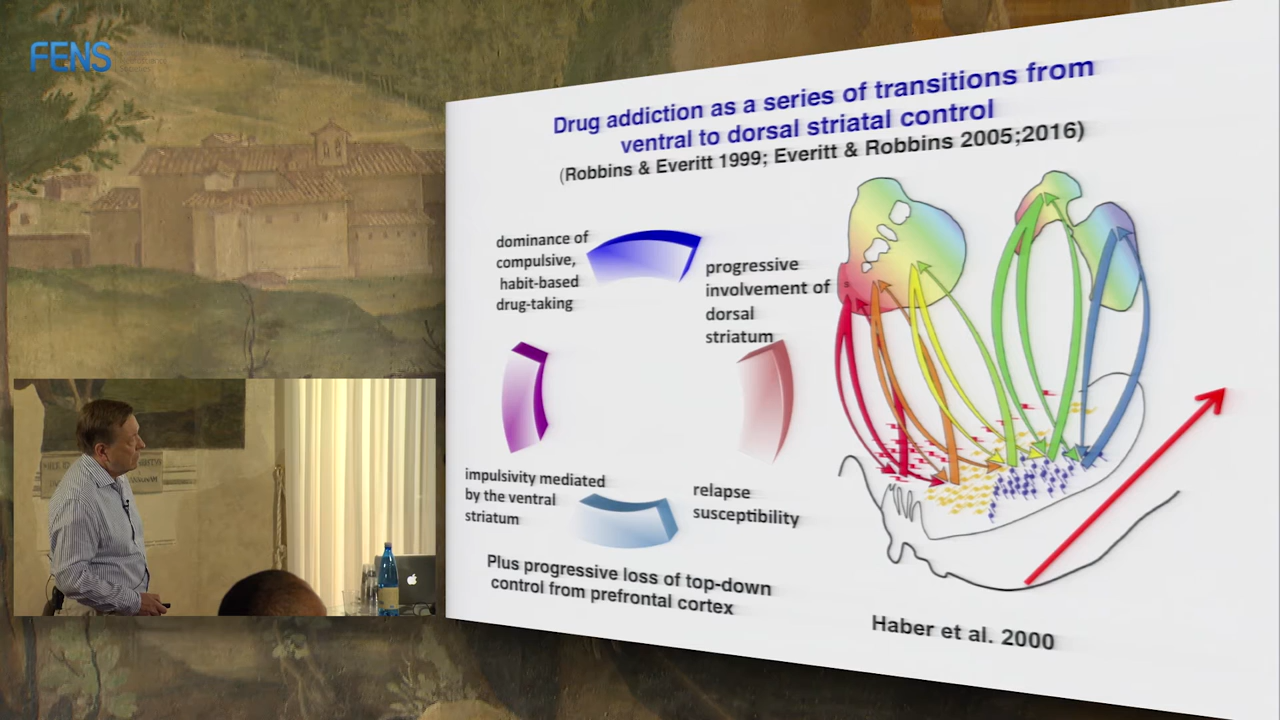 FENS
Drug addiction as a series of transitions from
ventral to dorsal striatal control
(Robbins & Everitt 1999; Everitt & Robbins 2005;2016)
dominance of
compulsive,
habit-based
drug-taking
progressive
involvement of
dorsal
striatum
impulsivity mediated
by the ventral
striatum
relapse
susceptibility
Plus progressive loss of top-down
control from prefrontal cortex
Haber et al. 2000